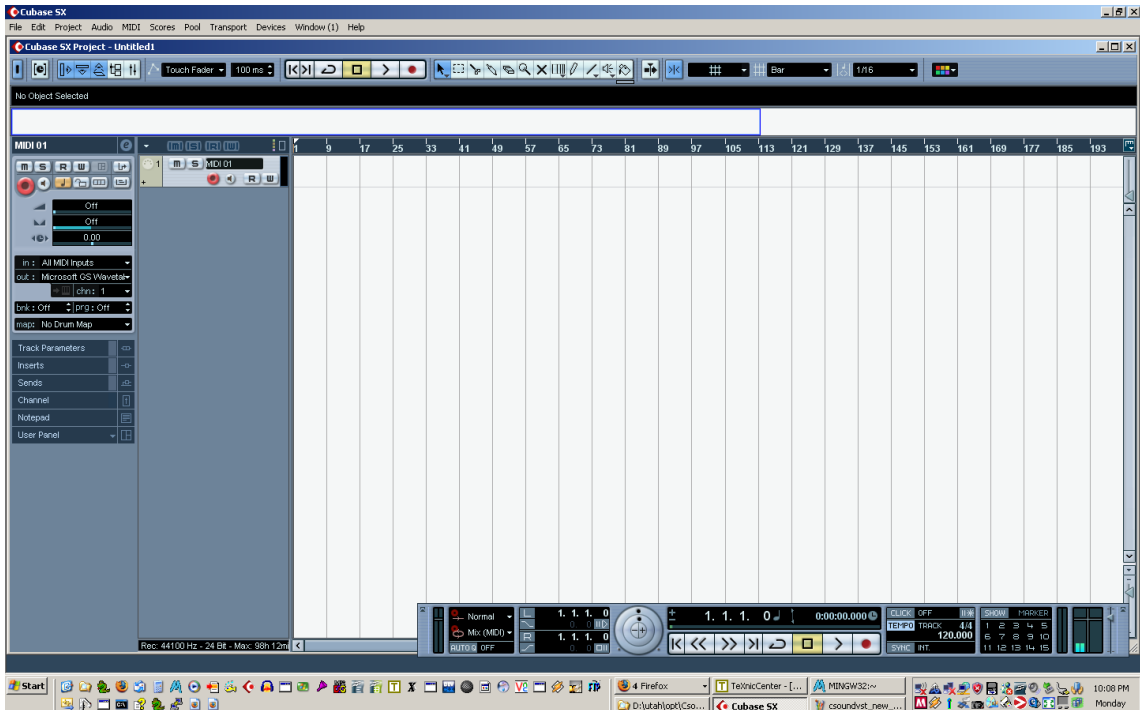 Cubase SX
File Edit Project Audio MIDI Scores Pool Transport Devices Window (1) Help
Cubase SX Project - Untitled1
Touch Fader 100 ms Bar 1/16
No Object Selected
MIDI 01 m S R W 1 9 17 25 33 41 49 57 65 73 81 89 97 105 113 121 129 137 145 153 161 169 177 185 193
m S R W 1 m S MIDI 01
R W
Off
Off
0.00
in : All MIDI Inputs
out : Microsoft GS Wavetal
chn : 1
bnk : Off prg : Off
map: No Drum Map
Track Parameters
Inserts
Sends
Channel
Notepad
User Panel
Normal L 1. 1. 1. 0 1. 1. 1. 0 0:00:00.000 CLICK OFF SHOW MARKER
0. 0 TEMPO TRACK 4/4 1 2 3 4 5
Mix (MIDI) R 1. 1. 1. 0 120.000 6 7 8 9 10
AUTO Q OFF 0. 0 SYNC INT. 11 12 13 14 15
Rec: 44100 Hz - 24 Bit - Max: 98h 12m
Start 4 Firefox TeXnicCenter - [... MINGW32:~ 10:08 PM
D:\utah\opt\Cso... Cubase SX csoundvst_new_... Monday